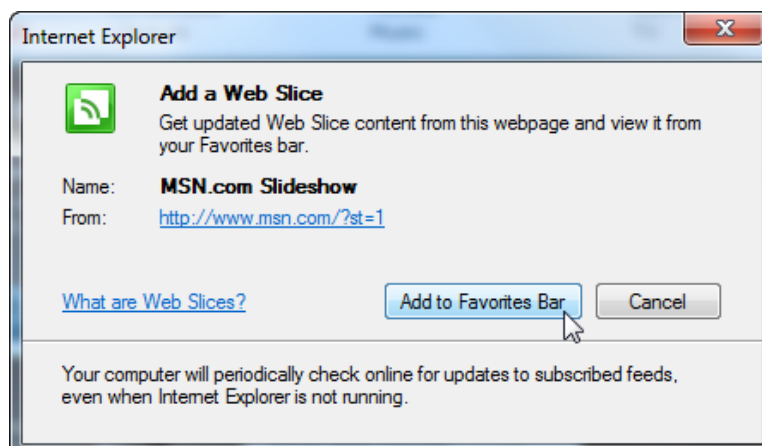 Internet Explorer
Add a Web Slice
Get updated Web Slice content from this webpage and view it from
your Favorites bar.
Name: MSN.com Slideshow
From: http://www.msn.com/?st=1
What are Web Slices? Add to Favorites Bar Cancel
Your computer will periodically check online for updates to subscribed feeds,
even when Internet Explorer is not running.